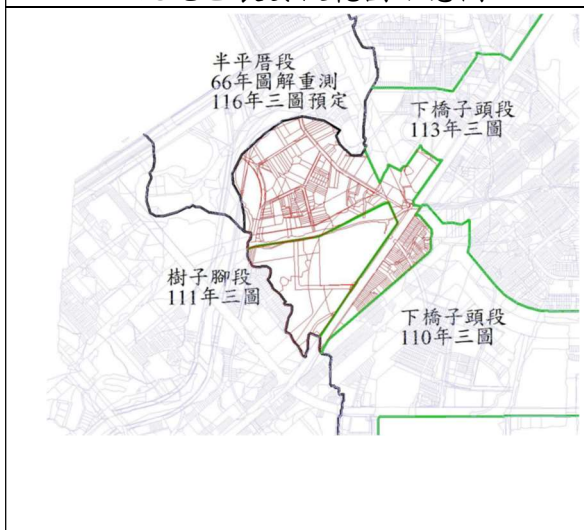 半平厝段
66年圖解重測
116年三圖預定
下橋子頭段
113年三圖
樹子腳段
111年三圖
下橋子頭段
110年三圖